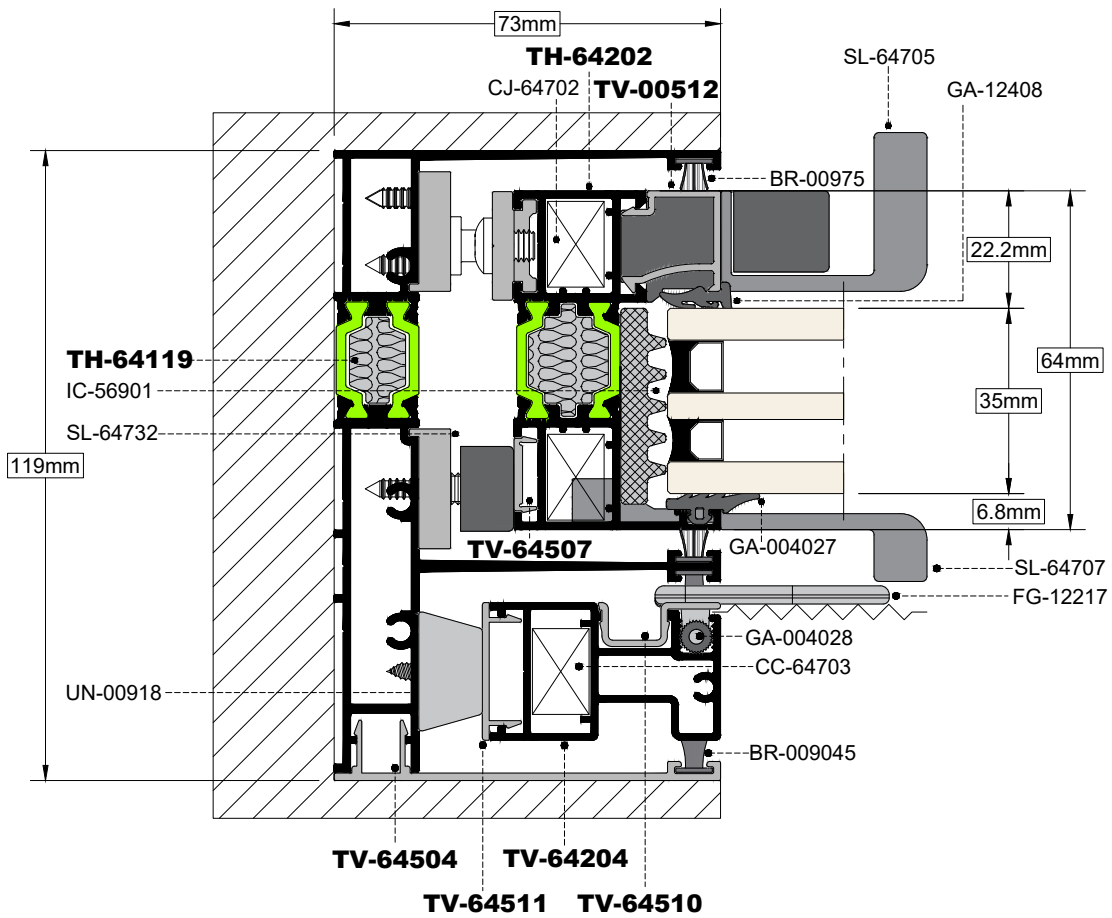 73mm
TH-64202
SL-64705
CJ-64702
TV-00512
GA-12408
BR-00975
22.2mm
TH-64119
64mm
IC-56901
35mm
SL-64732
119mm
6.8mm
TV-64507
GA-004027
SL-64707
FG-12217
GA-004028
CC-64703
UN-00918
BR-009045
TV-64504
TV-64204
TV-64511
TV-64510